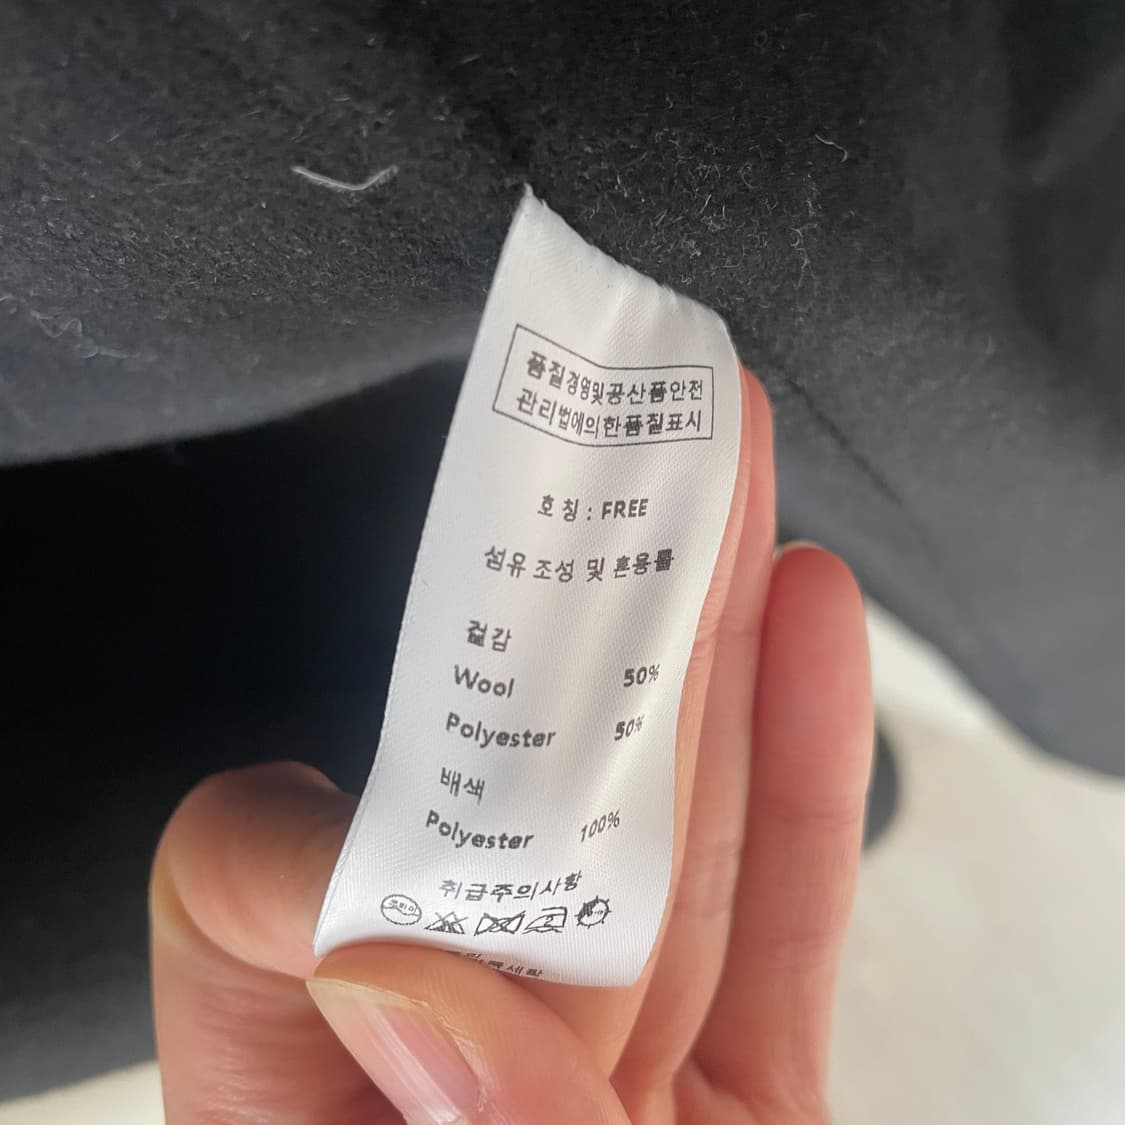 품질경영및공산품안전
관리법에의한품질표시
호칭 : FREE
섬유 조성 및 혼용률
겉감
Wool 50%
Polyester 50%
배색
Polyester 100%
취급주의사항